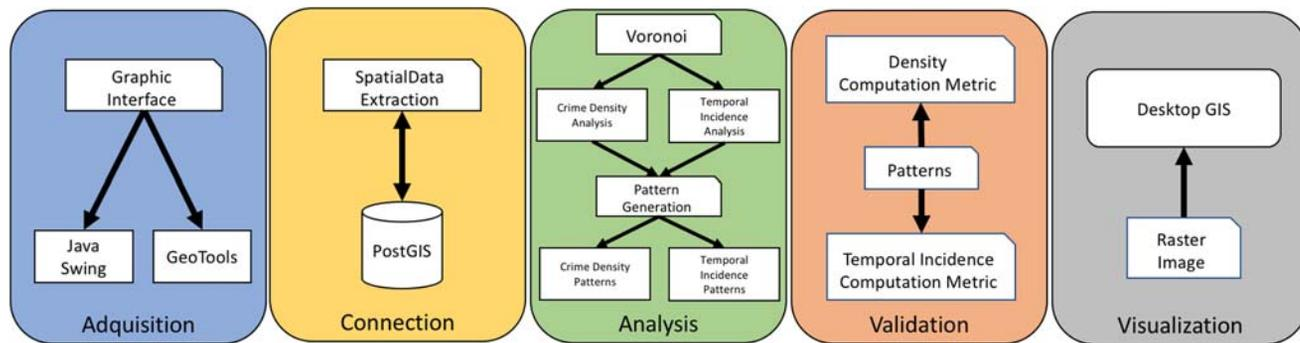 Graphic
Interface
Java
Swing
GeoTools
Adquisition
SpatialData
Extraction
PostGIS
Connection
Voronoi
Crime Density
Analysis
Temporal
Incidence
Analysis
Pattern
Generation
Crime Density
Patterns
Temporal
Incidence
Patterns
Analysis
Density
Computation Metric
Patterns
Temporal Incidence
Computation Metric
Validation
Desktop GIS
Raster
Image
Visualization